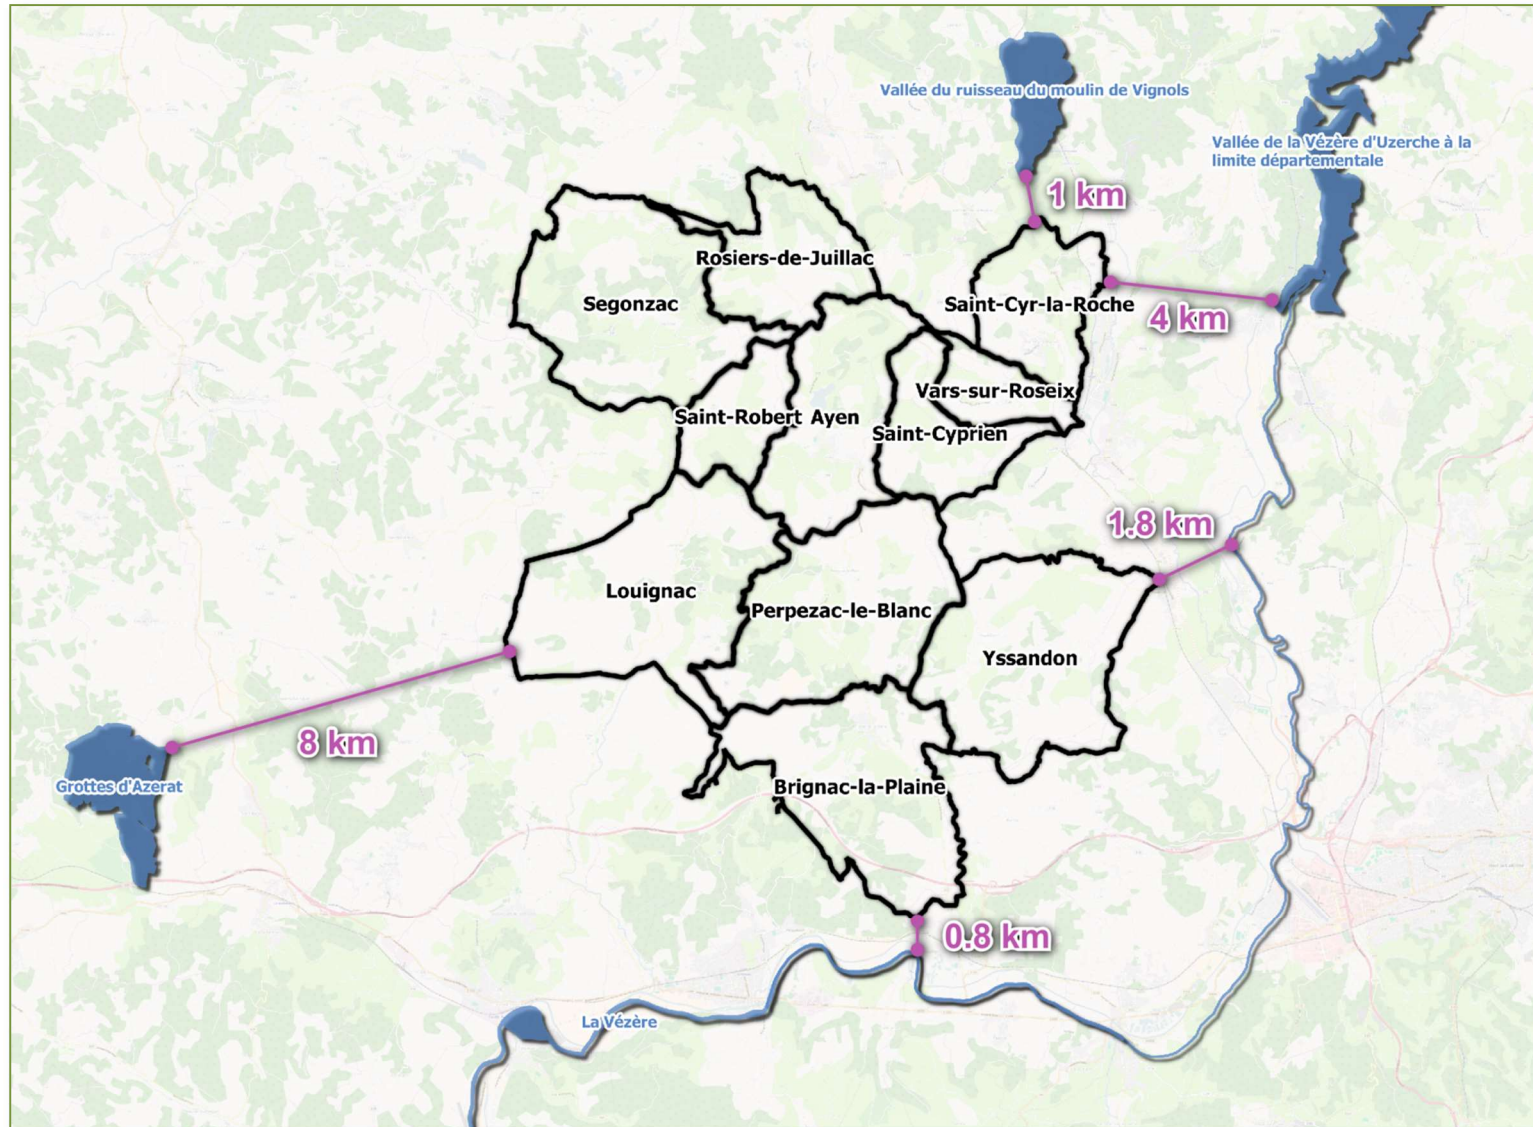 Vallée du ruisseau du moulin de Vignols
Vallée de la Vézère d'Uzerche à la
limite départementale
1 km
Rosiers-de-Juillac
Segonzac
Saint-Cyr-la-Roche
4 km
Vars-sur-Roseix
Saint-Robert
Ayen
Saint-Cyprien
1.8 km
Louignac
Perpezac-le-Blanc
Yssandon
8 km
Grottes d'Azerat
Brignac-la-Plaine
0.8 km
La Vézère